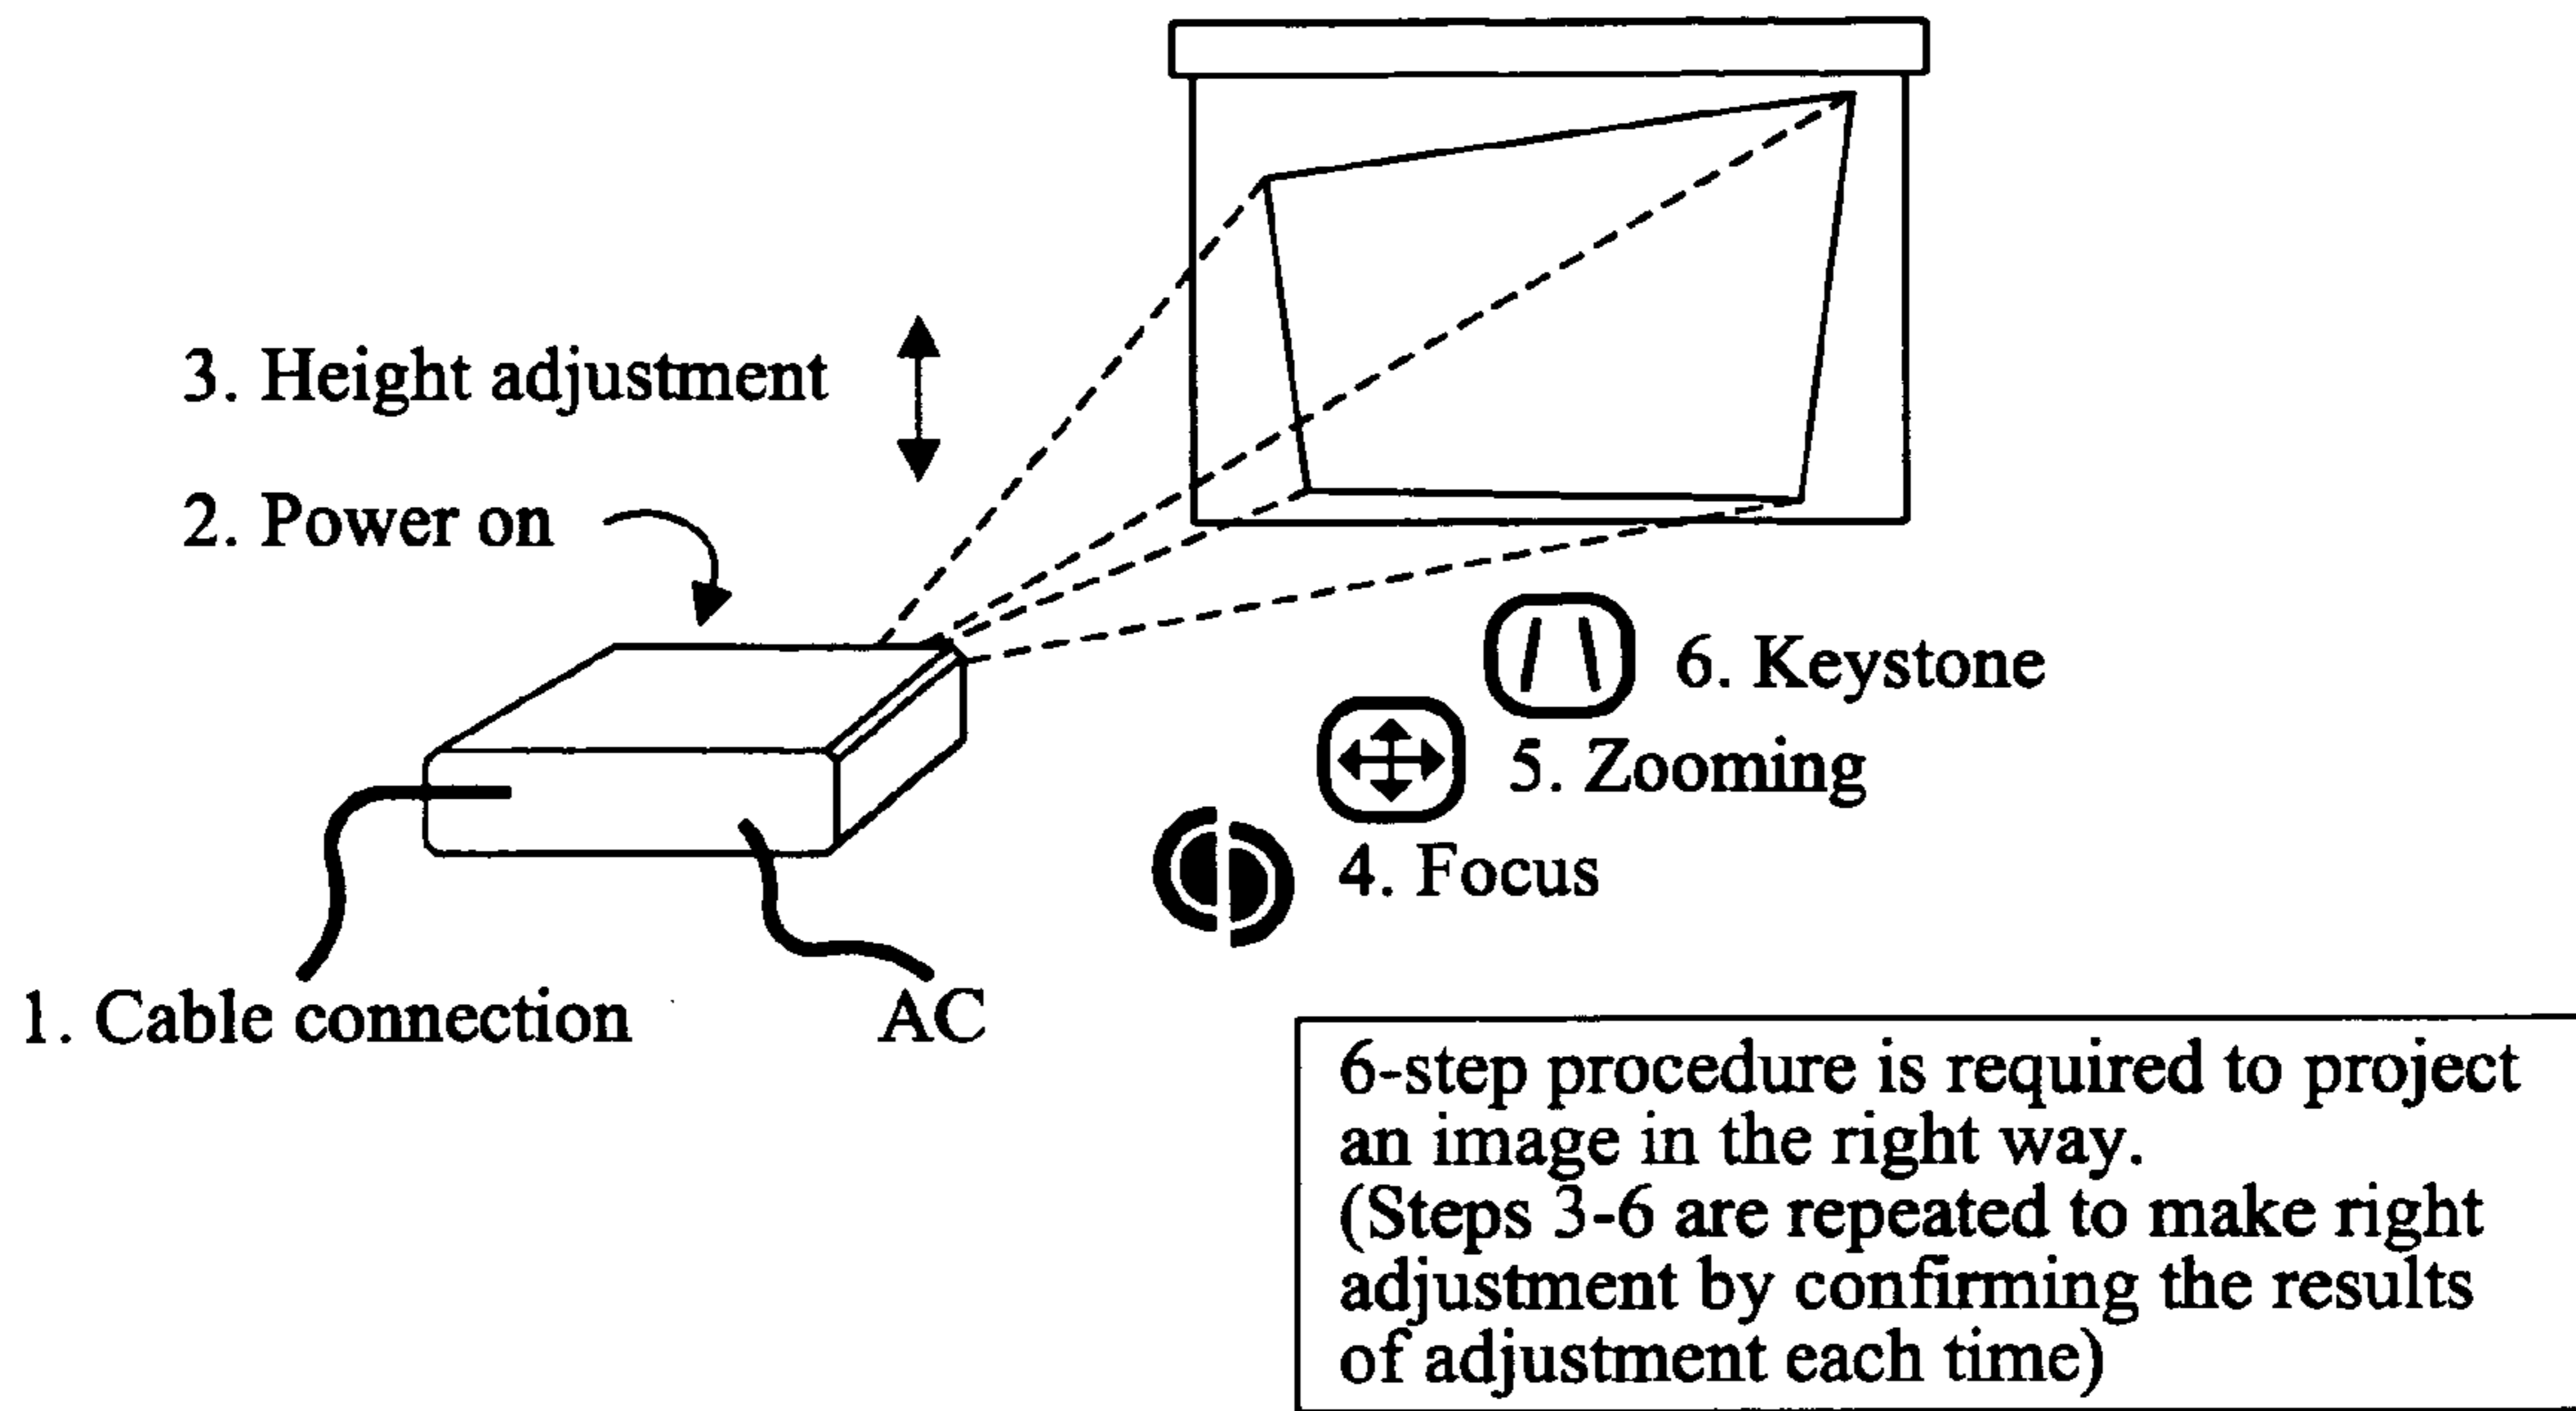 3. Height adjustment
2. Power on
6. Keystone
5. Zooming
4. Focus
1. Cable connection
AC
6-step procedure is required to project
an image in the right way.
(Steps 3-6 are repeated to make right
adjustment by confirming the results
of adjustment each time)